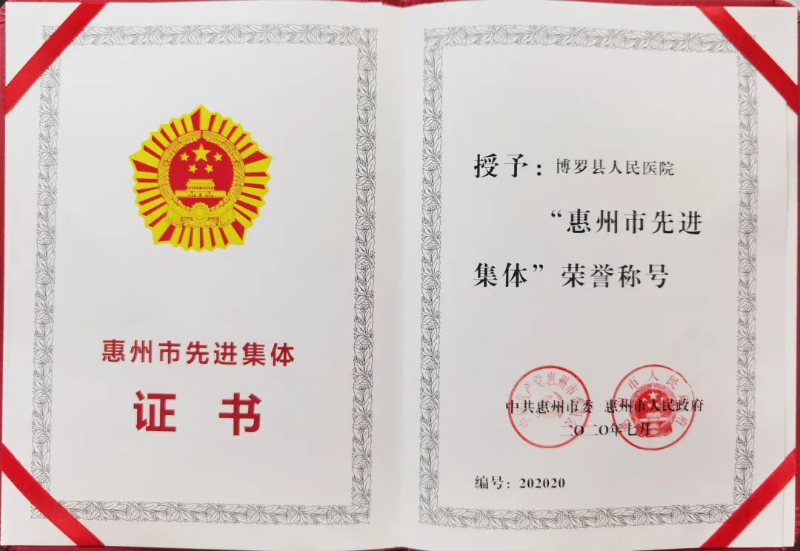 惠州市先进集体
证书
授予：博罗县人民医院
“惠州市先进
集体”荣誉称号
中共惠州市委 惠州市人民政府
二〇二〇年七月
编号：202020